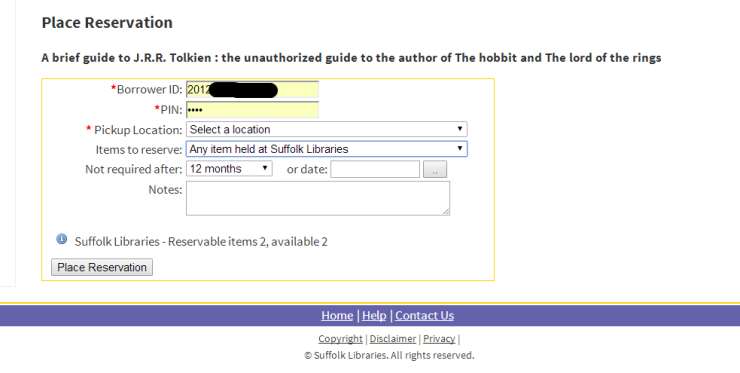 Place Reservation
A brief guide to J.R.R. Tolkien : the unauthorized guide to the author of The hobbit and The lord of the rings
*Borrower ID: 2012
*PIN: ••••
* Pickup Location: Select a location
Items to reserve: Any item held at Suffolk Libraries
Not required after: 12 months or date: ..
Notes:
Suffolk Libraries - Reservable items 2, available 2
Place Reservation
Home | Help | Contact Us
Copyright | Disclaimer | Privacy |
© Suffolk Libraries. All rights reserved.